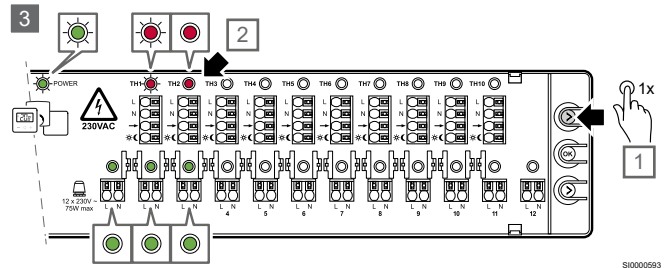 3
2
POWER
TH1 TH2 TH3 TH4 TH5 TH6 TH7 TH8 TH9 TH10
1x
230VAC
L
N
OK
1
12 x 230V ~
75W max
L N L N L N L N L N L N L N L N L N L N L N L N
4 5 6 7 8 9 10 11 12
SI0000593